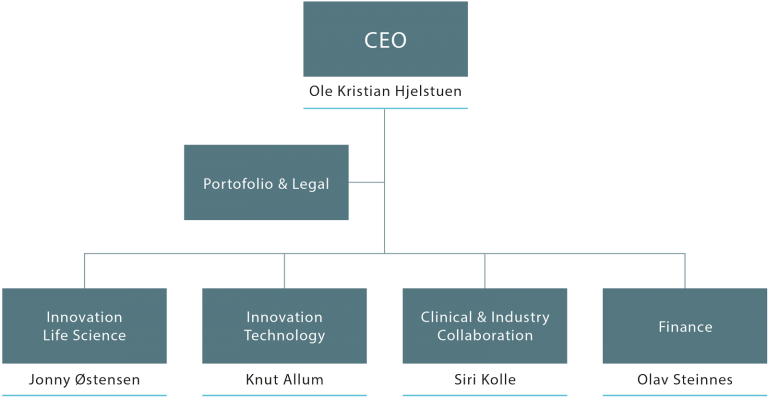 CEO
Ole Kristian Hjelstuen
Portofolio & Legal
Innovation
Life Science
Jonny Østensen
Innovation
Technology
Knut Allum
Clinical & Industry
Collaboration
Siri Kolle
Finance
Olav Steinnes